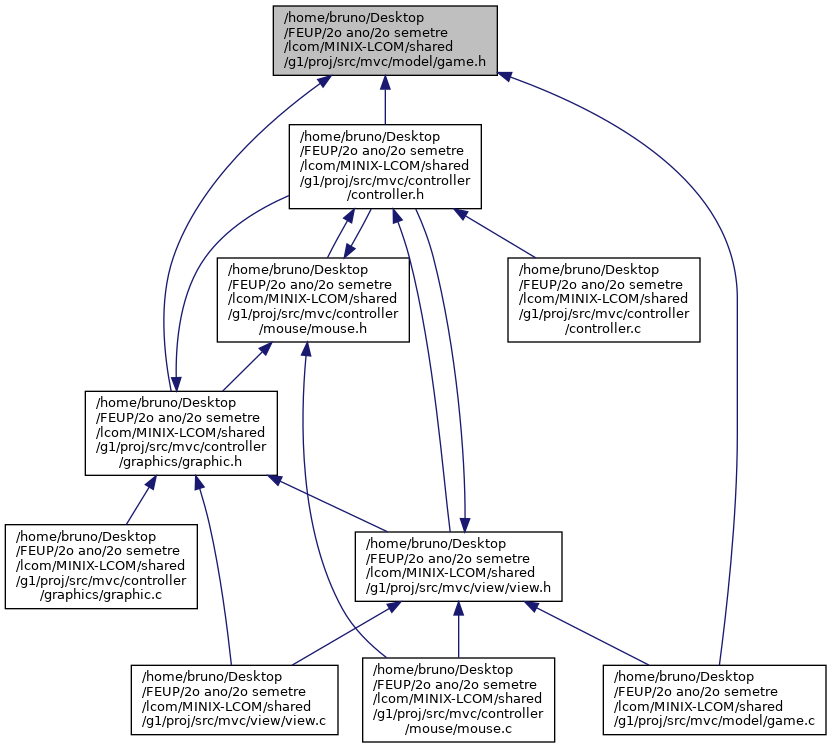 /home/bruno/Desktop
/FEUP/2o ano/2o semetre
/lcom/MINIX-LCOM/shared
/g1/proj/src/mvc/model/game.h
/home/bruno/Desktop
/FEUP/2o ano/2o semetre
/lcom/MINIX-LCOM/shared
/g1/proj/src/mvc/controller
/controller.h
/home/bruno/Desktop
/FEUP/2o ano/2o semetre
/lcom/MINIX-LCOM/shared
/g1/proj/src/mvc/controller
/mouse/mouse.h
/home/bruno/Desktop
/FEUP/2o ano/2o semetre
/lcom/MINIX-LCOM/shared
/g1/proj/src/mvc/controller
/controller.c
/home/bruno/Desktop
/FEUP/2o ano/2o semetre
/lcom/MINIX-LCOM/shared
/g1/proj/src/mvc/controller
/graphics/graphic.h
/home/bruno/Desktop
/FEUP/2o ano/2o semetre
/lcom/MINIX-LCOM/shared
/g1/proj/src/mvc/controller
/graphics/graphic.c
/home/bruno/Desktop
/FEUP/2o ano/2o semetre
/lcom/MINIX-LCOM/shared
/g1/proj/src/mvc/view/view.h
/home/bruno/Desktop
/FEUP/2o ano/2o semetre
/lcom/MINIX-LCOM/shared
/g1/proj/src/mvc/view/view.c
/home/bruno/Desktop
/FEUP/2o ano/2o semetre
/lcom/MINIX-LCOM/shared
/g1/proj/src/mvc/controller
/mouse/mouse.c
/home/bruno/Desktop
/FEUP/2o ano/2o semetre
/lcom/MINIX-LCOM/shared
/g1/proj/src/mvc/model/game.c